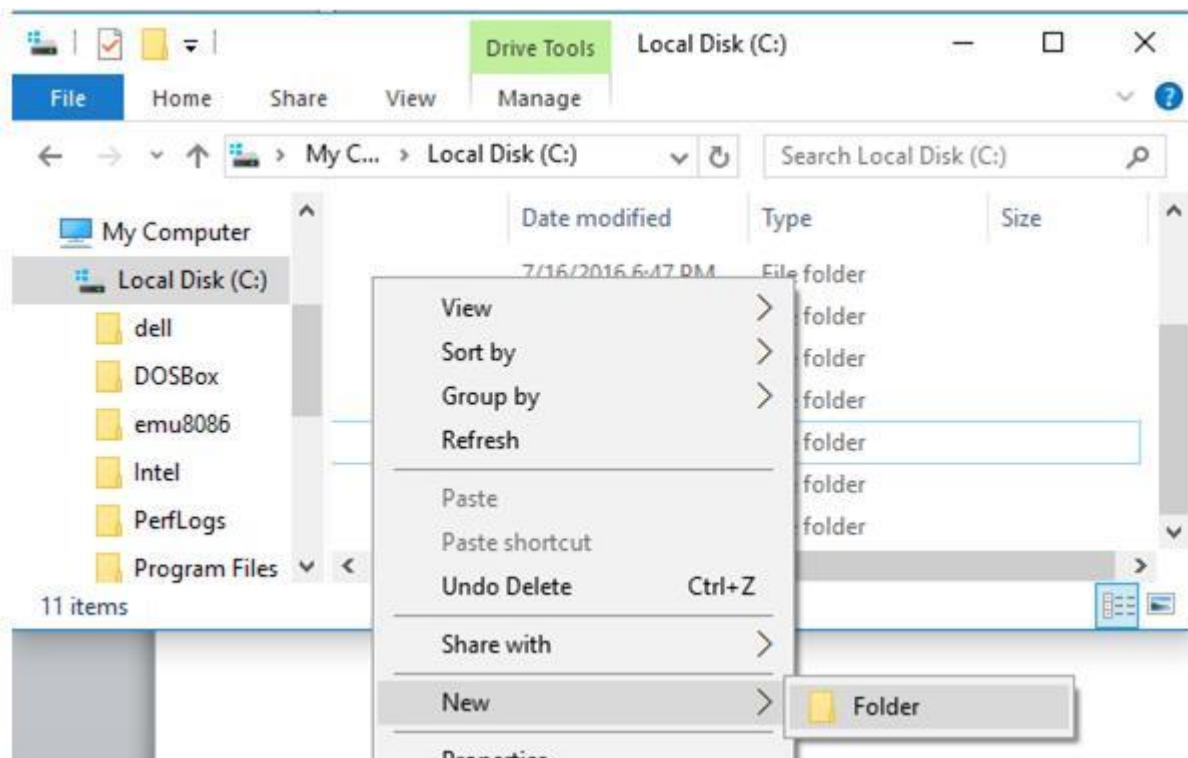 Drive Tools Local Disk (C:)
File Home Share View Manage
My C... > Local Disk (C:) Search Local Disk (C:)
Date modified Type Size
My Computer
Local Disk (C:)
dell
DOSBox
emu8086
Intel
PerfLogs
Program Files
7/16/2016 6:47 PM File folder
folder
folder
folder
folder
folder
folder
View
Sort by
Group by
Refresh
Paste
Paste shortcut
Undo Delete Ctrl+Z
Share with
New
Folder
Properties
11 items